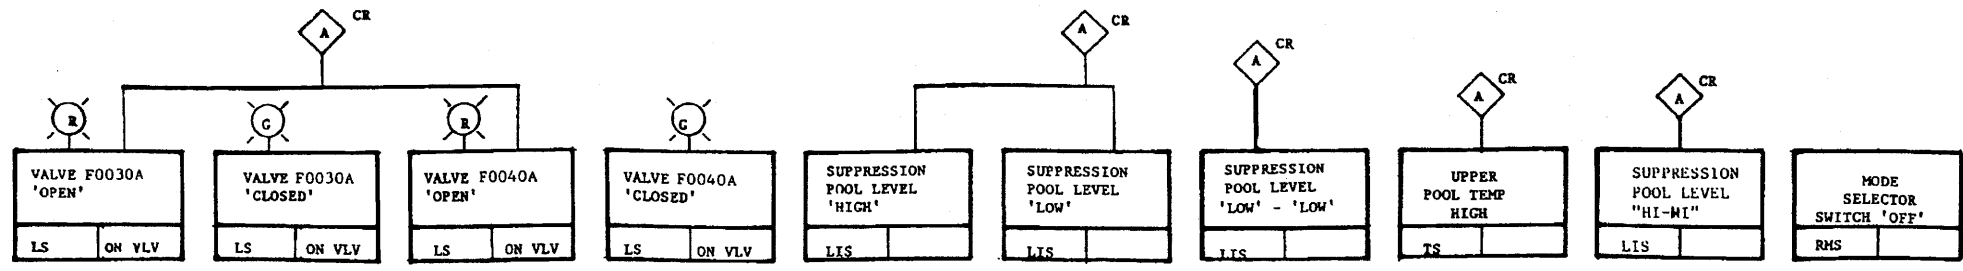 A CR
A CR
A CR
A CR
A CR
R
G
R
G
VALVE F0030A
'OPEN'
LS ON VLV
VALVE F0030A
'CLOSED'
LS ON VLV
VALVE F0040A
'OPEN'
LS ON VLV
VALVE F0040A
'CLOSED'
LS ON VLV
SUPPRESSION
POOL LEVEL
'HIGH'
LIS
SUPPRESSION
POOL LEVEL
'LOW'
LIS
SUPPRESSION
POOL LEVEL
'LOW' - 'LOW'
LIS
UPPER
POOL TEMP
HIGH
TS
SUPPRESSION
POOL LEVEL
"HI-HI"
LIS
MODE
SELECTOR
SWITCH 'OFF'
RMS